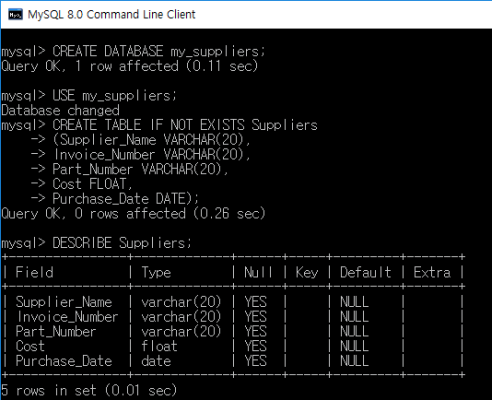 MySQL 8.0 Command Line Client
mysql> CREATE DATABASE my_suppliers;
Query OK, 1 row affected (0.11 sec)
mysql> USE my_suppliers;
Database changed
mysql> CREATE TABLE IF NOT EXISTS Suppliers
    -> (Supplier_Name VARCHAR(20),
    -> Invoice_Number VARCHAR(20),
    -> Part_Number VARCHAR(20),
    -> Cost FLOAT,
    -> Purchase_Date DATE);
Query OK, 0 rows affected (0.26 sec)
mysql> DESCRIBE Suppliers;
+----------------+-------------+------+-----+---------+-------+
| Field          | Type        | Null | Key | Default | Extra |
+----------------+-------------+------+-----+---------+-------+
| Supplier_Name  | varchar(20) | YES  |     | NULL    |       |
| Invoice_Number | varchar(20) | YES  |     | NULL    |       |
| Part_Number    | varchar(20) | YES  |     | NULL    |       |
| Cost           | float       | YES  |     | NULL    |       |
| Purchase_Date  | date        | YES  |     | NULL    |       |
+----------------+-------------+------+-----+---------+-------+
5 rows in set (0.01 sec)